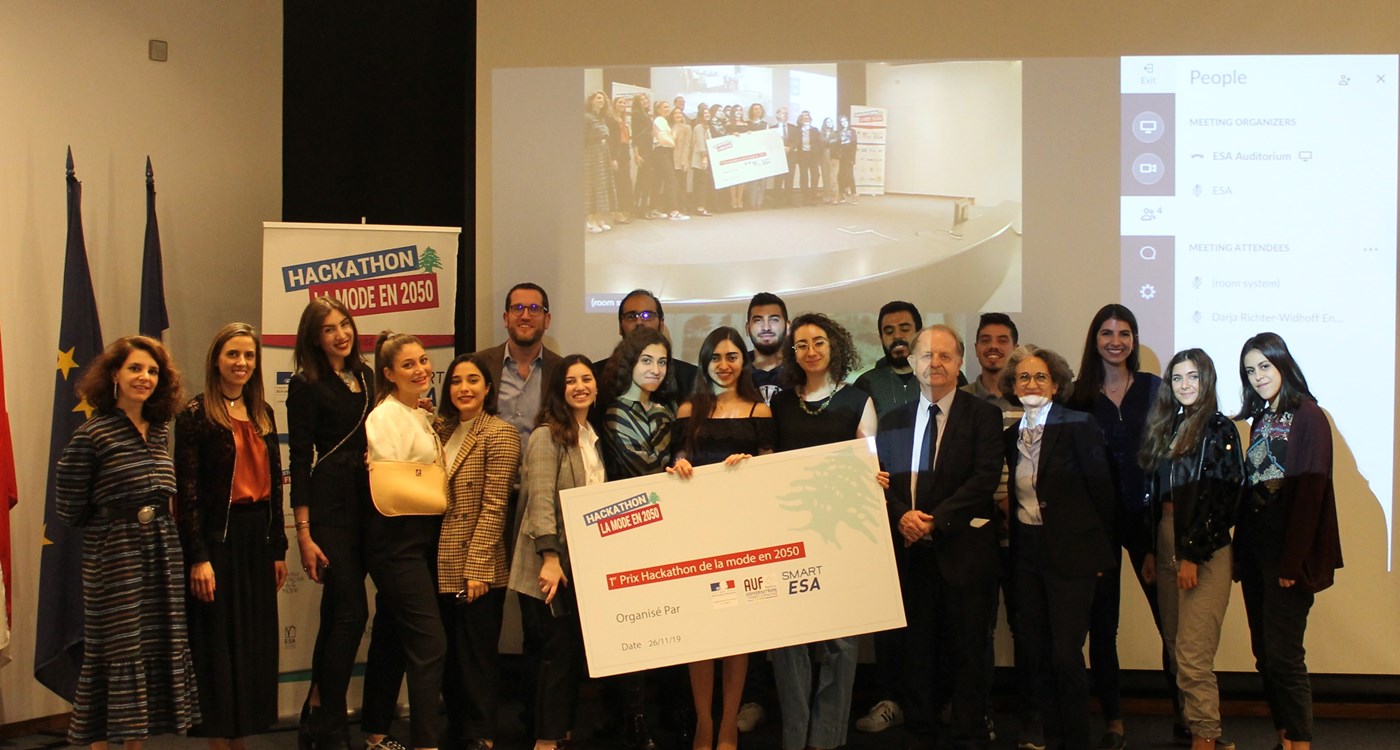 HACKATHON
LA MODE EN 2050
Exit
People
MEETING ORGANIZERS
ESA Auditorium
ESA
4
MEETING ATTENDEES
(room system)
Darja Richter-Widhoff En...
(room
HACKATHON
LA MODE EN 2050
1er Prix Hackathon de la mode en 2050
AUF
SMART
ESA
Organisé Par
Date 26/11/19